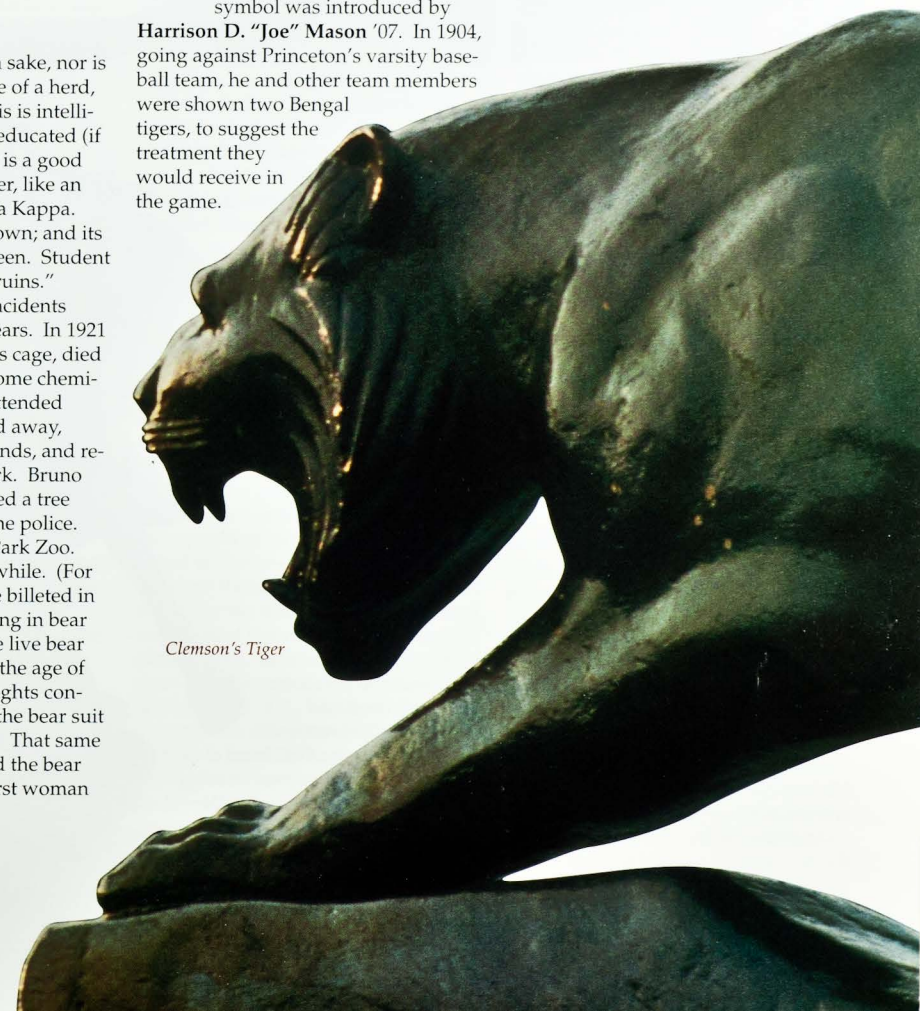 n sake, nor is
e of a herd,
is is intelli-
educated (if
is a good
er, like an
a Kappa.
own; and its
een. Student
ruins.”
ncidents
ears. In 1921
s cage, died
ome chemi-
ttended
d away,
nds, and re-
rk. Bruno
ed a tree
he police.
Park Zoo.
while. (For
e billeted in
ng in bear
e live bear
the age of
ghts con-
the bear suit
That same
d the bear
rst woman
symbol was introduced by
Harrison D. “Joe” Mason ’07. In 1904,
going against Princeton’s varsity base-
ball team, he and other team members
were shown two Bengal
tigers, to suggest the
treatment they
would receive in
the game.
Clemson’s Tiger